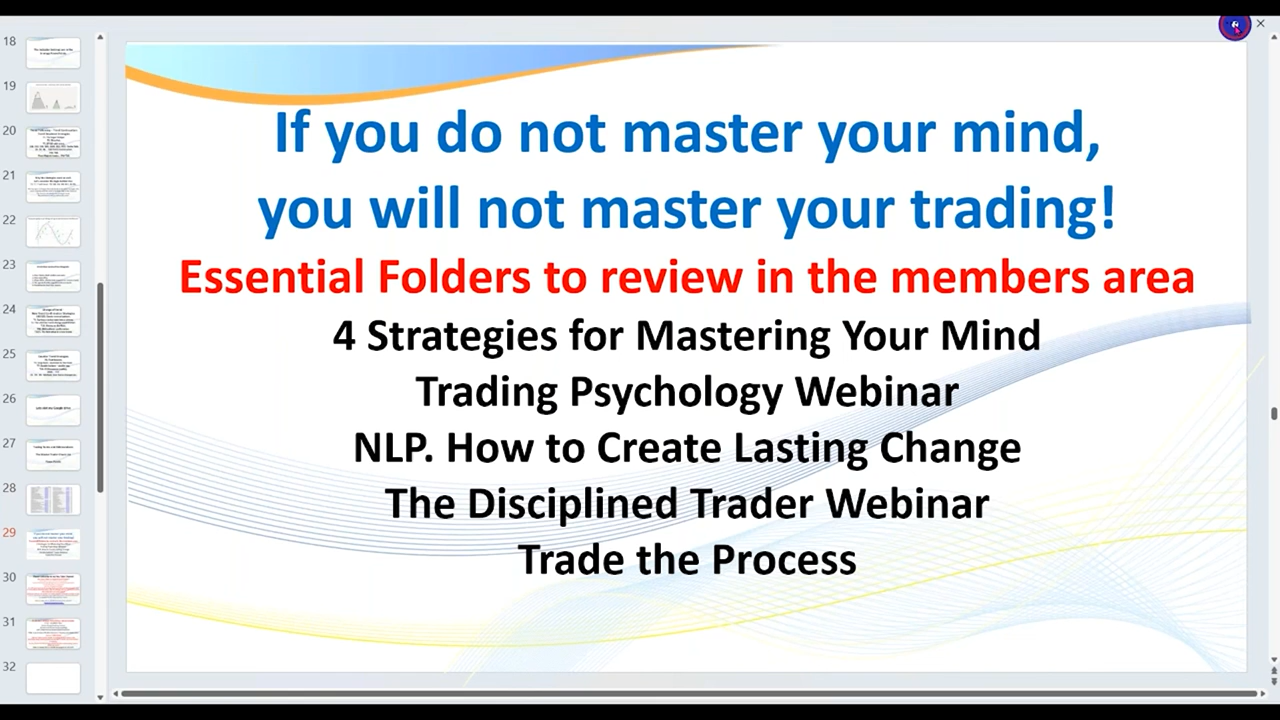 18
19
20
21
22
23
24
25
26
27
28
29
30
31
32
If you do not master your mind,
you will not master your trading!
Essential Folders to review in the members area
4 Strategies for Mastering Your Mind
Trading Psychology Webinar
NLP. How to Create Lasting Change
The Disciplined Trader Webinar
Trade the Process